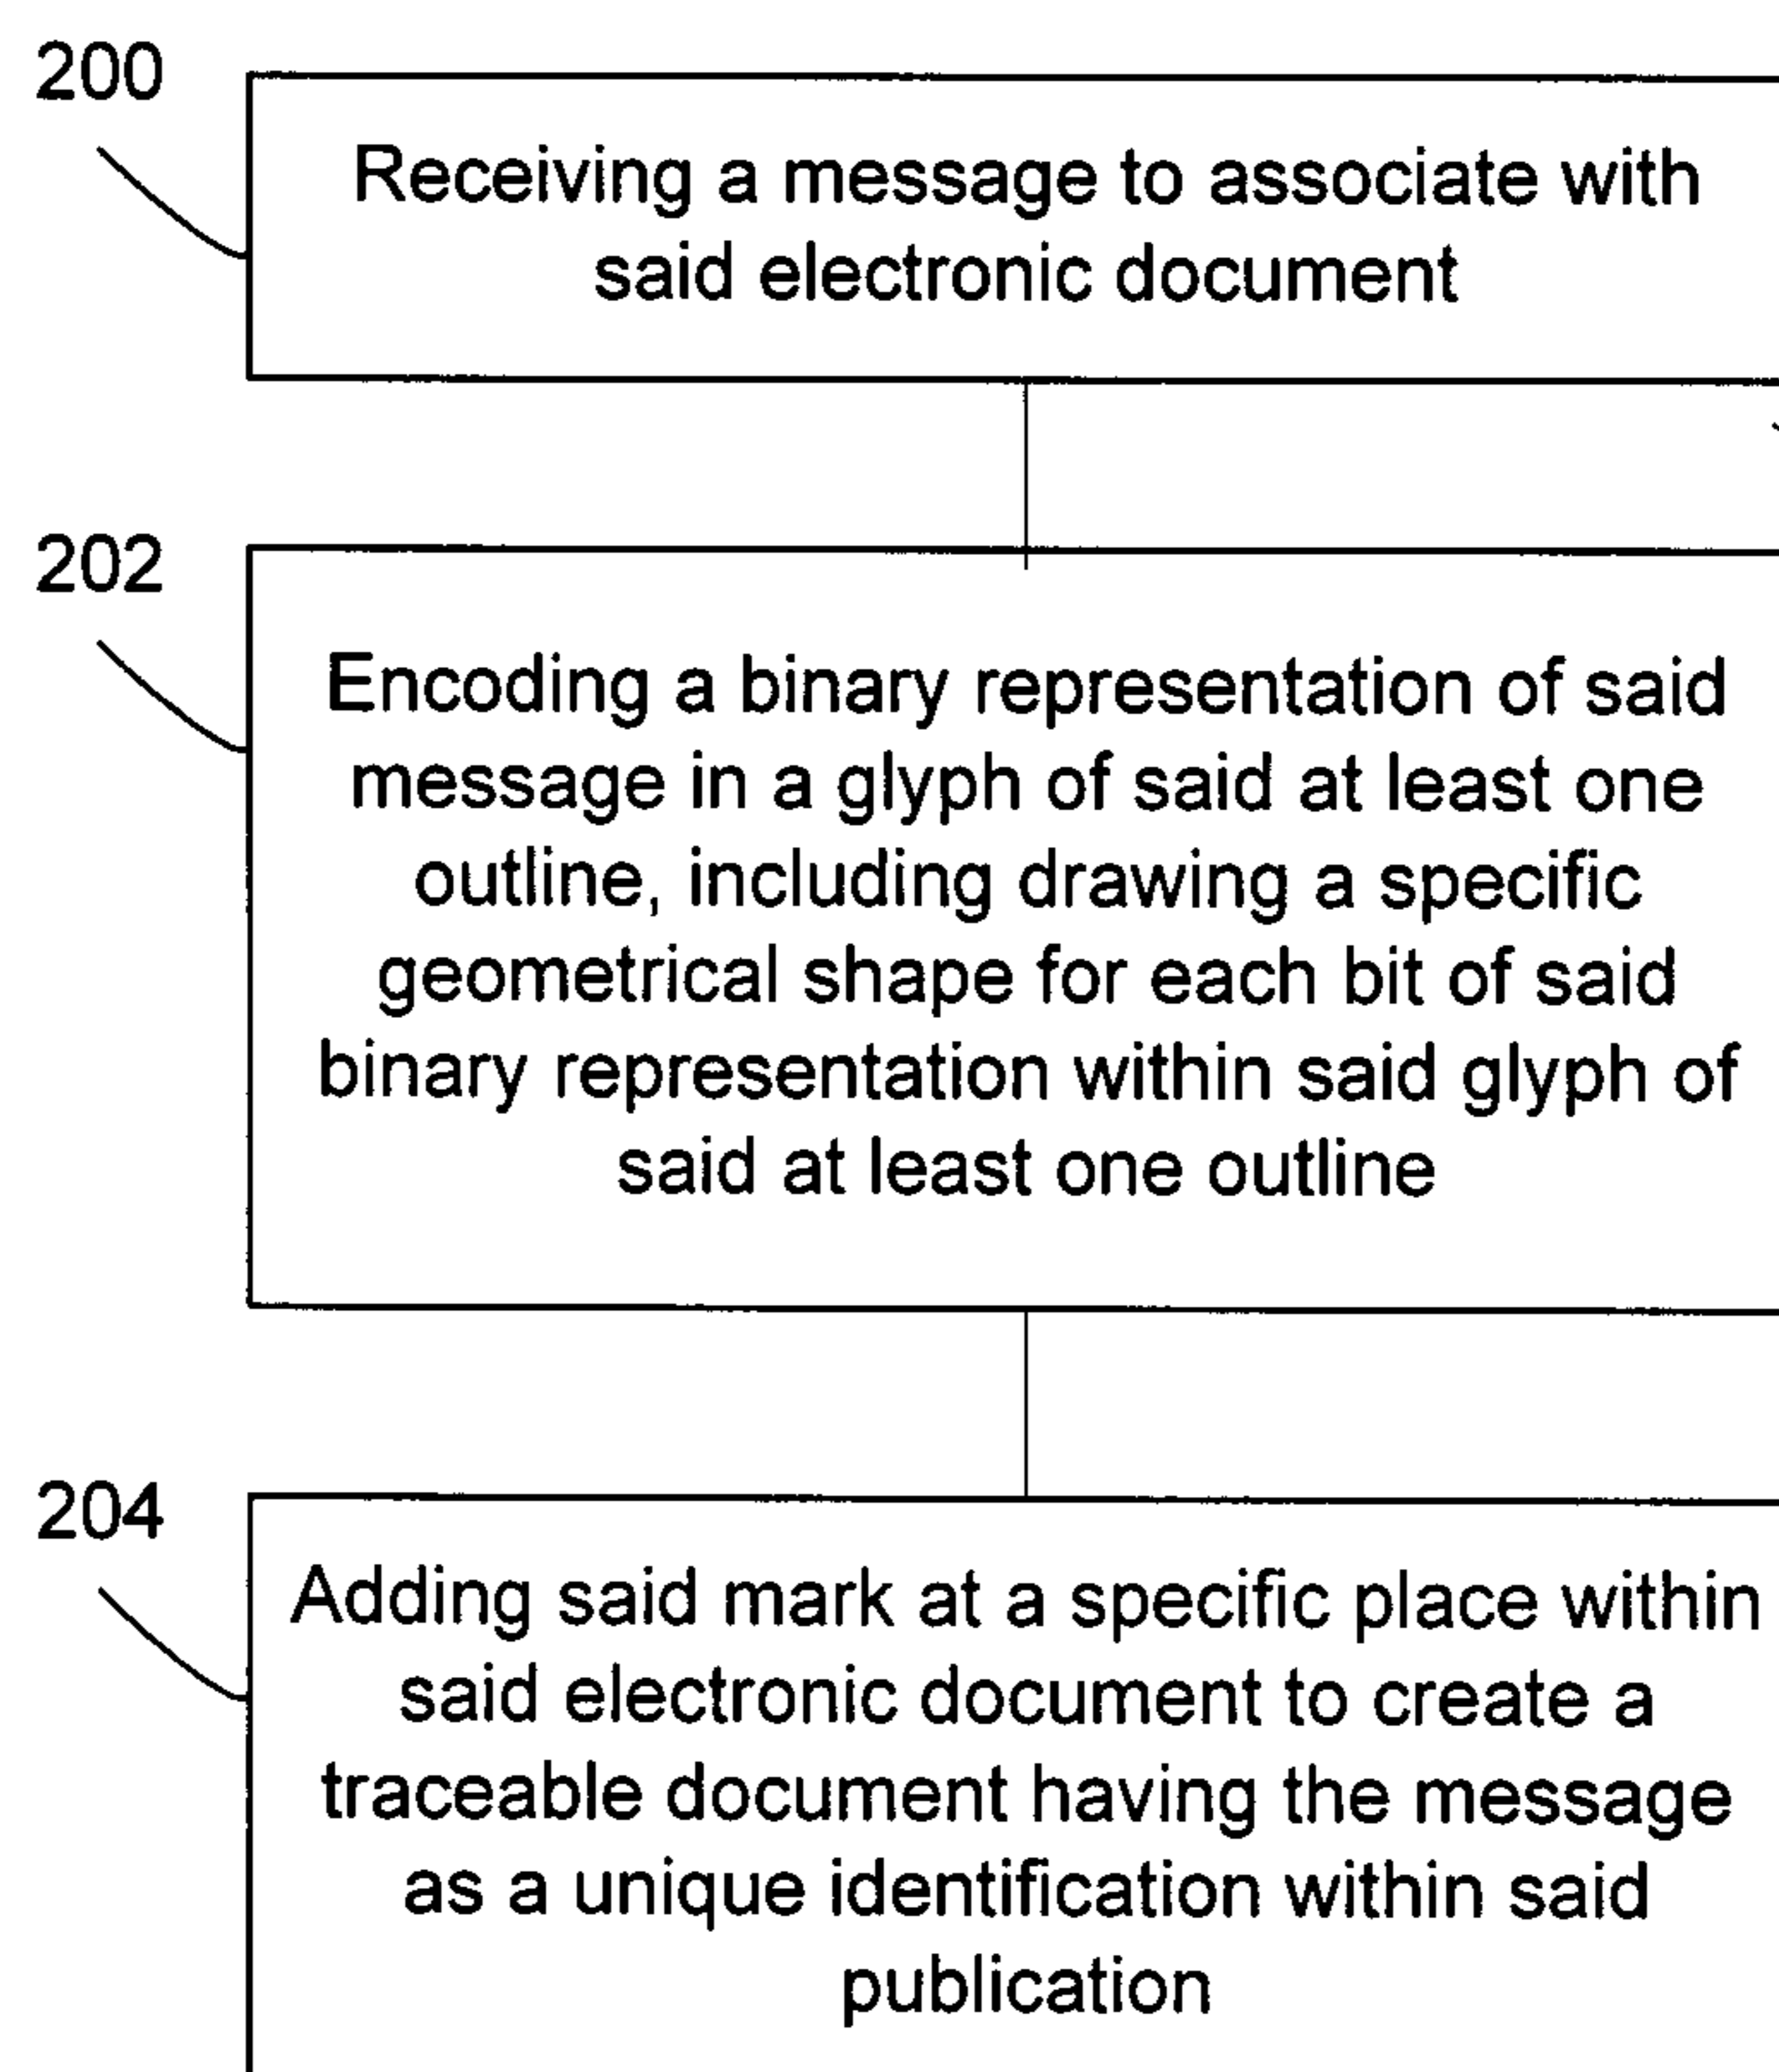 200
Receiving a message to associate with
said electronic document
202
Encoding a binary representation of said
message in a glyph of said at least one
outline, including drawing a specific
geometrical shape for each bit of said
binary representation within said glyph of
said at least one outline
204
Adding said mark at a specific place within
said electronic document to create a
traceable document having the message
as a unique identification within said
publication